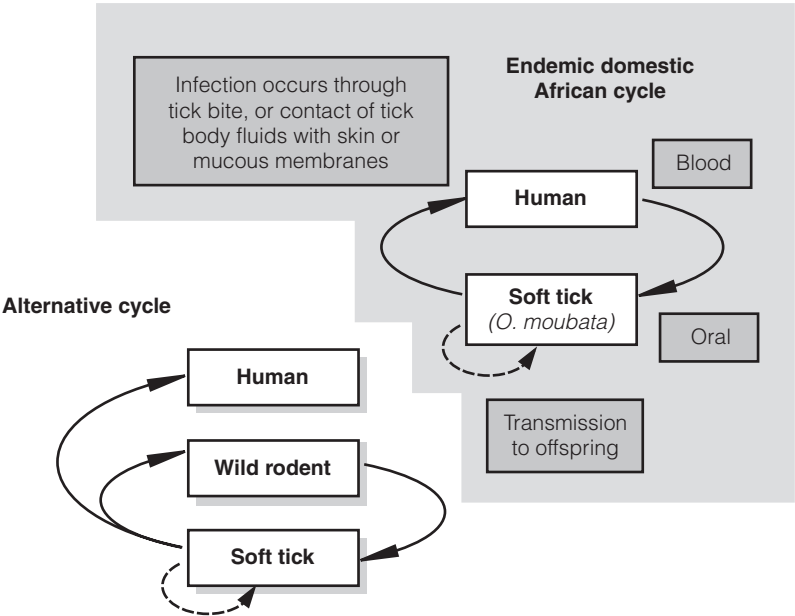 Infection occurs through
tick bite, or contact of tick
body fluids with skin or
mucous membranes
Endemic domestic
African cycle
Blood
Human
Soft tick
(O. moubata)
Oral
Transmission
to offspring
Alternative cycle
Human
Wild rodent
Soft tick